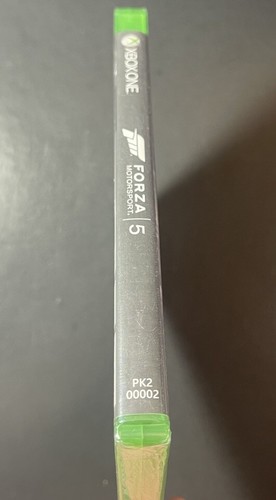 XBOX ONE
FORZA
MOTORSPORT.
5
PK2
00002